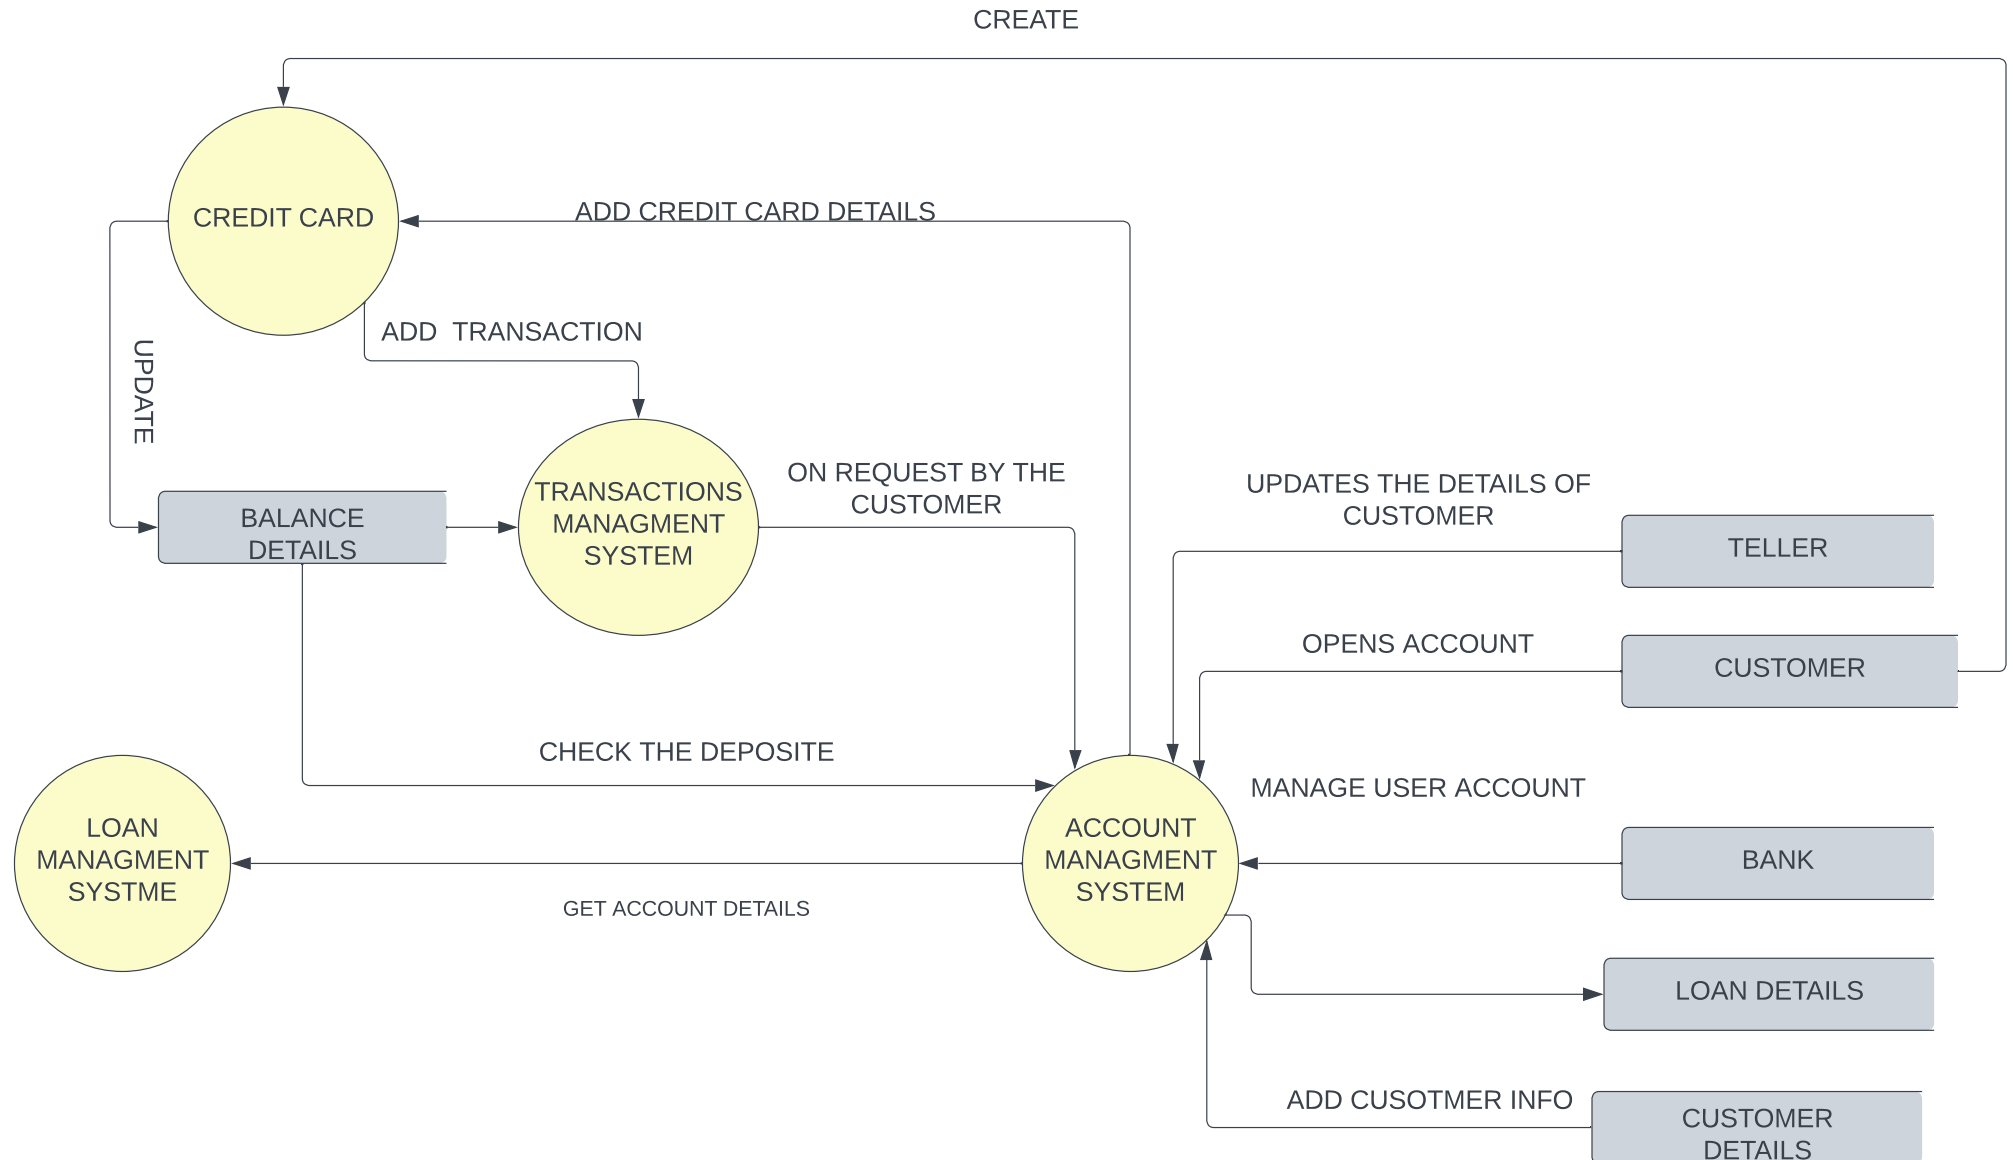 CREATE
CREDIT CARD
ADD CREDIT CARD DETAILS
ADD  TRANSACTION
UPDATE
BALANCE
DETAILS
TRANSACTIONS
MANAGMENT
SYSTEM
ON REQUEST BY THE
CUSTOMER
UPDATES THE DETAILS OF
CUSTOMER
TELLER
OPENS ACCOUNT
CUSTOMER
CHECK THE DEPOSITE
MANAGE USER ACCOUNT
LOAN
MANAGMENT
SYSTME
ACCOUNT
MANAGMENT
SYSTEM
BANK
GET ACCOUNT DETAILS
LOAN DETAILS
ADD CUSOTMER INFO
CUSTOMER
DETAILS